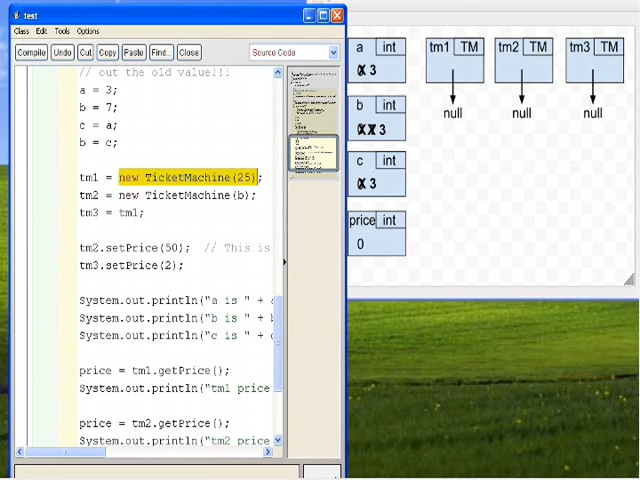 test
Class Edit Tools Options
Compile Undo Cut Copy Paste Find... Close Source Code
// out the old value!!!
a = 3;
b = 7;
c = a;
b = c;
tm1 = new TicketMachine(25);
tm2 = new TicketMachine(b);
tm3 = tm1;
tm2.setPrice(50); // This is
tm3.setPrice(2);
System.out.println("a is " +
System.out.println("b is " +
System.out.println("c is " +
price = tm1.getPrice();
System.out.println("tm1 price
price = tm2.getPrice();
System.out.println("tm2 price
a int
3
b int
3
c int
3
price int
0
tm1 TM tm2 TM tm3 TM
null null null